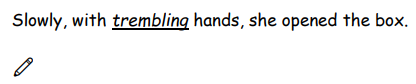 Slowly, with trembling hands, she opened the box.